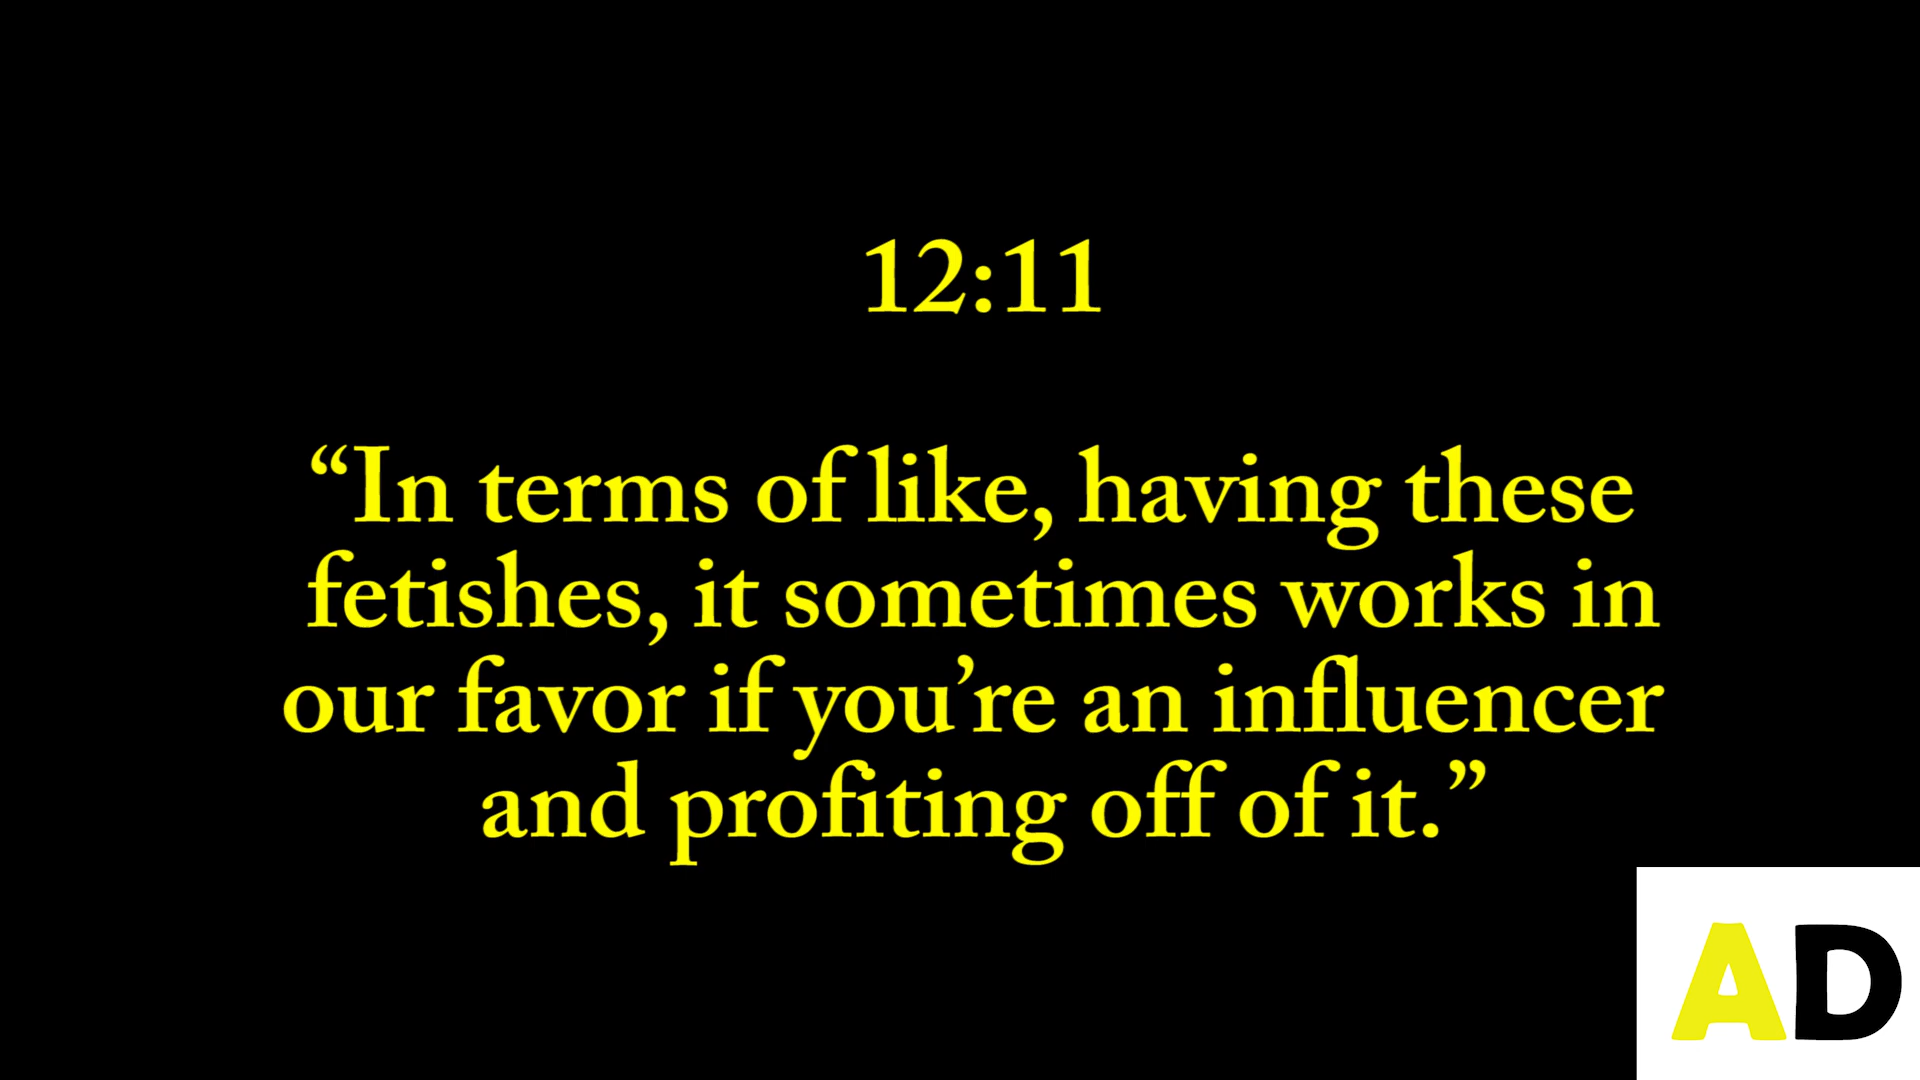 12:11
“In terms of like, having these
fetishes, it sometimes works in
our favor if you’re an influencer
and profiting off of it.”
AD